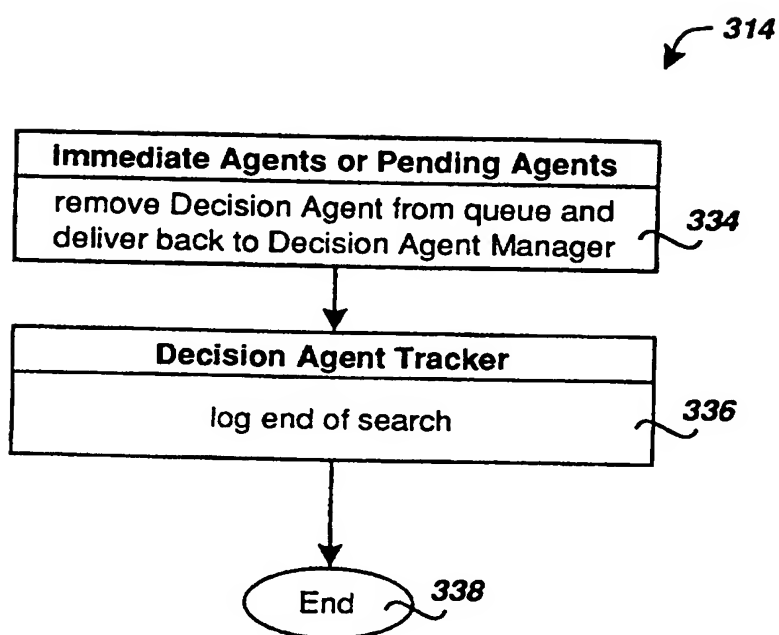 314
Immediate Agents or Pending Agents
remove Decision Agent from queue and
deliver back to Decision Agent Manager
334
Decision Agent Tracker
log end of search
336
End
338